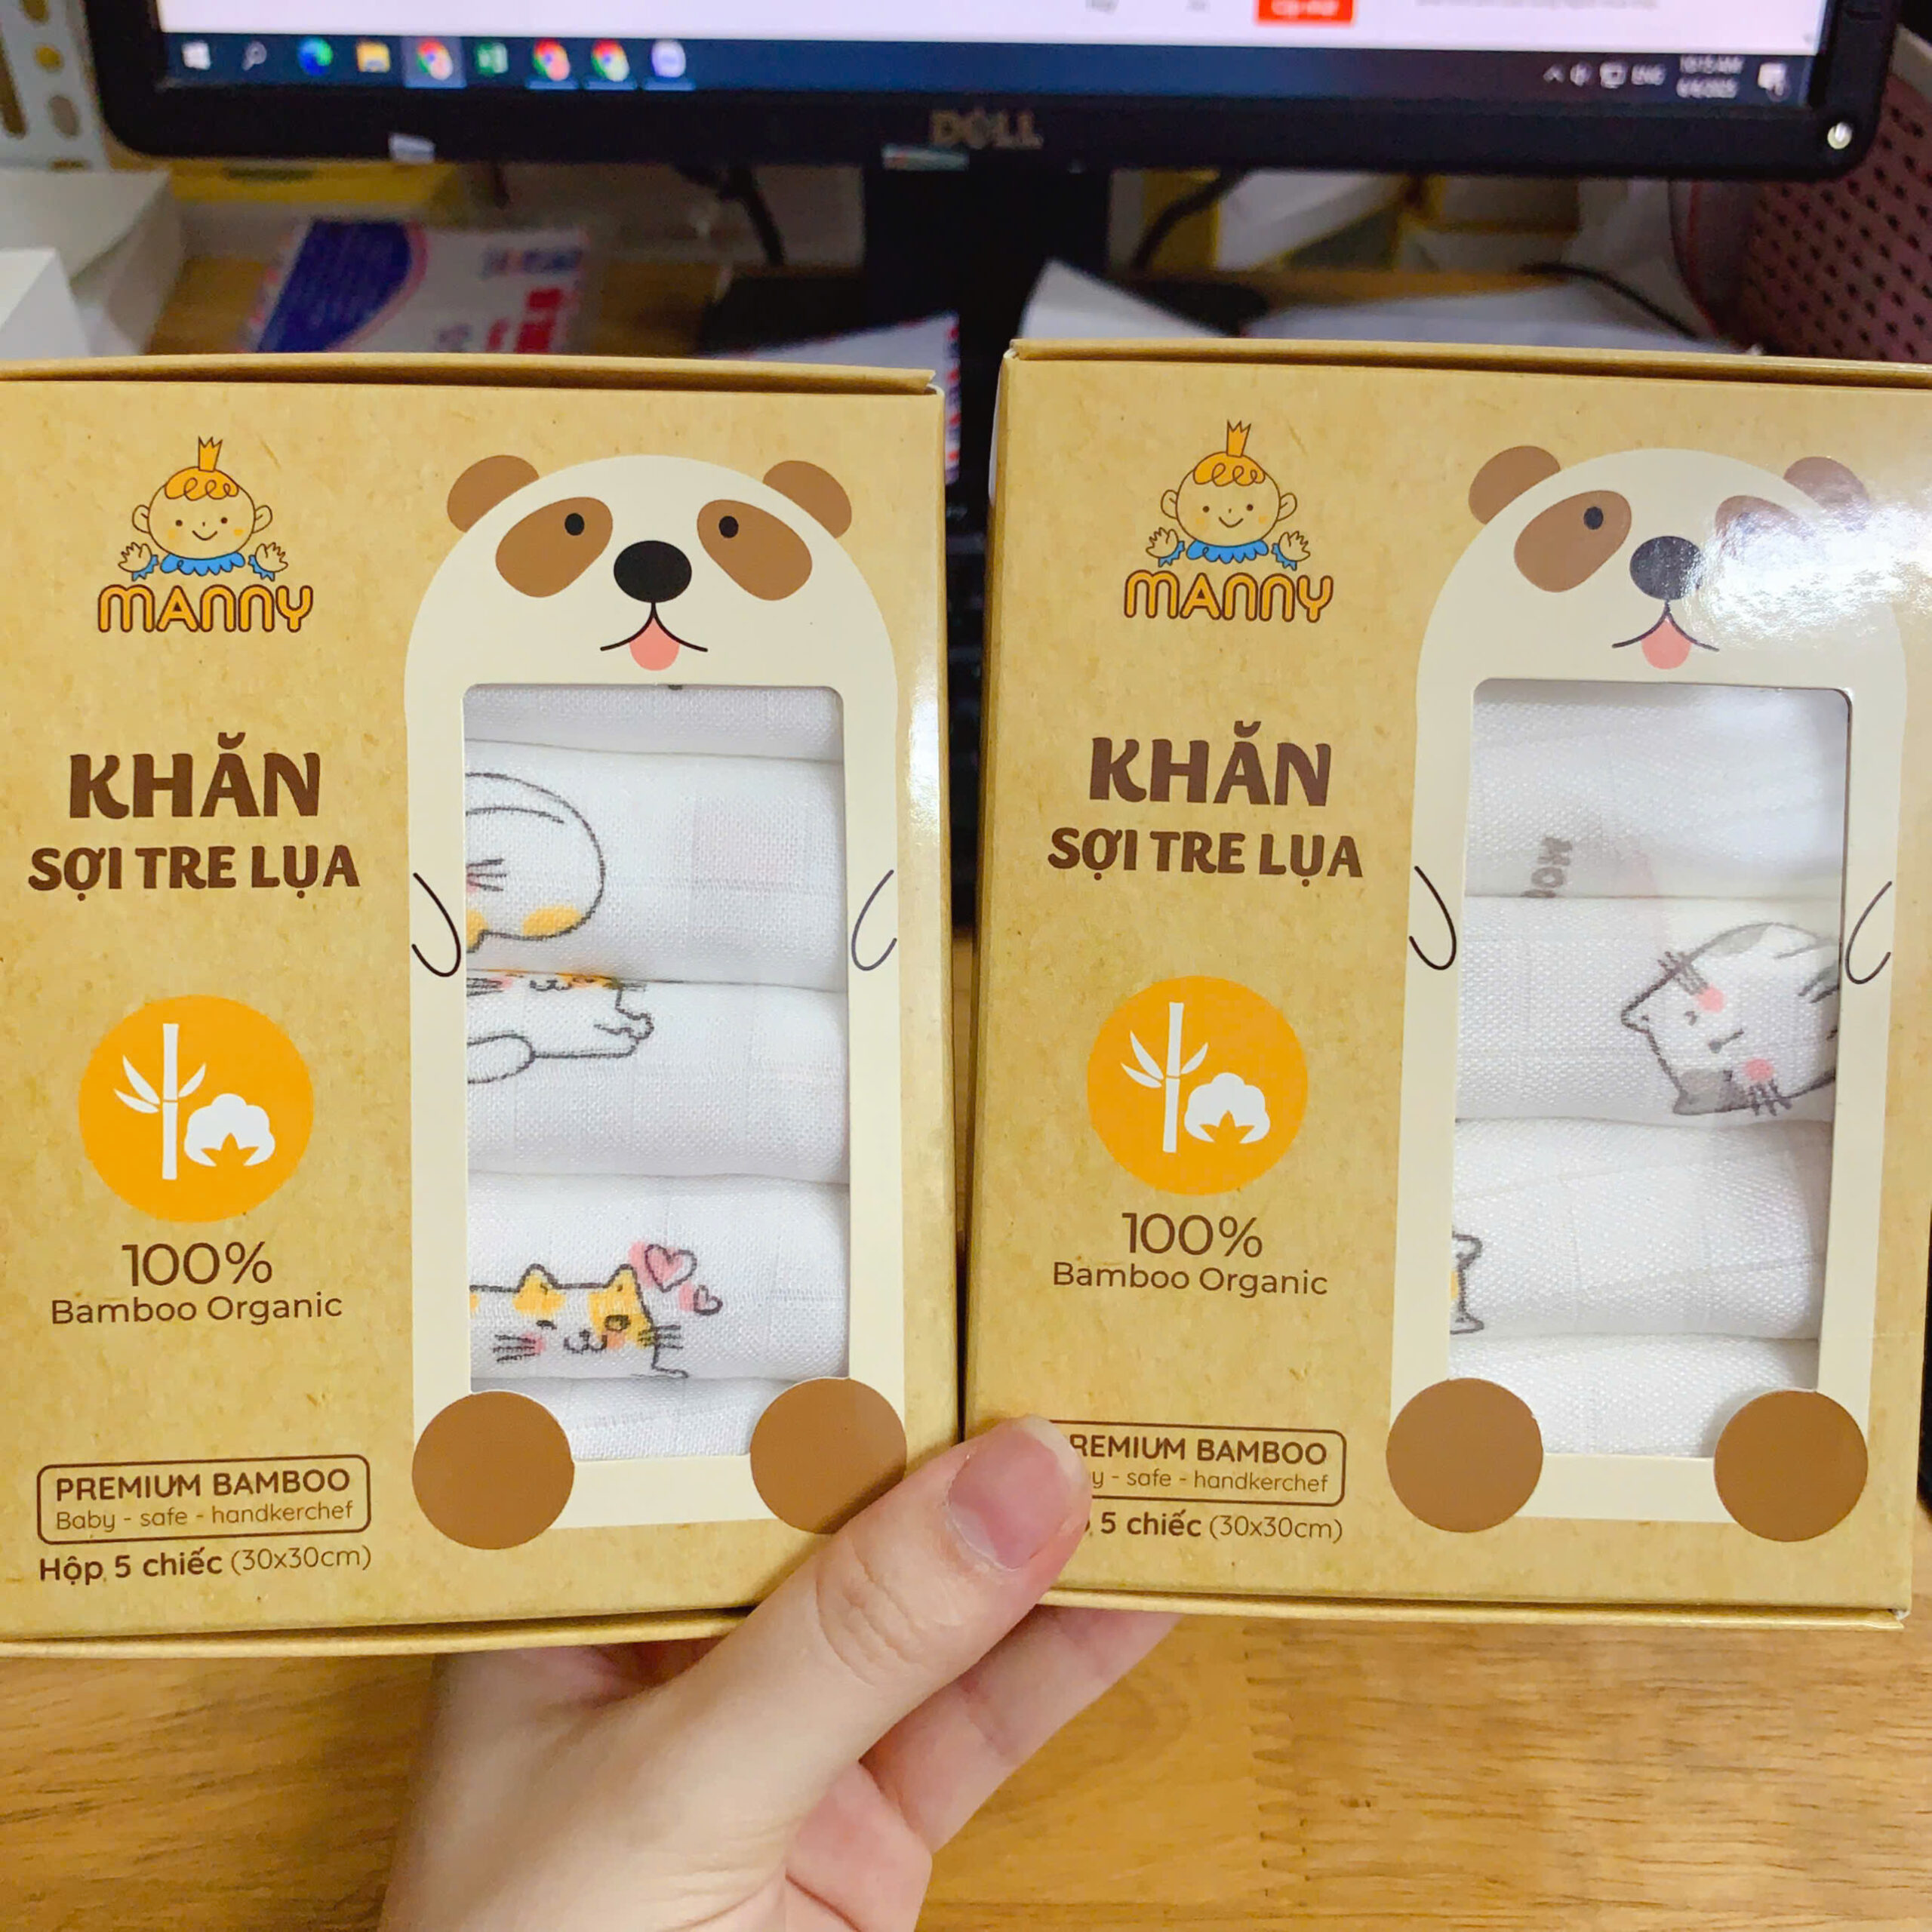 DELL
MANNY
KHĂN
SỢI TRE LỤA
100%
Bamboo Organic
PREMIUM BAMBOO
Baby - safe - handkerchef
Hộp 5 chiếc (30x30cm)
MANNY
KHĂN
SỢI TRE LỤA
100%
Bamboo Organic
REMIUM BAMBOO
y - safe - handkerchef
5 chiếc (30x30cm)